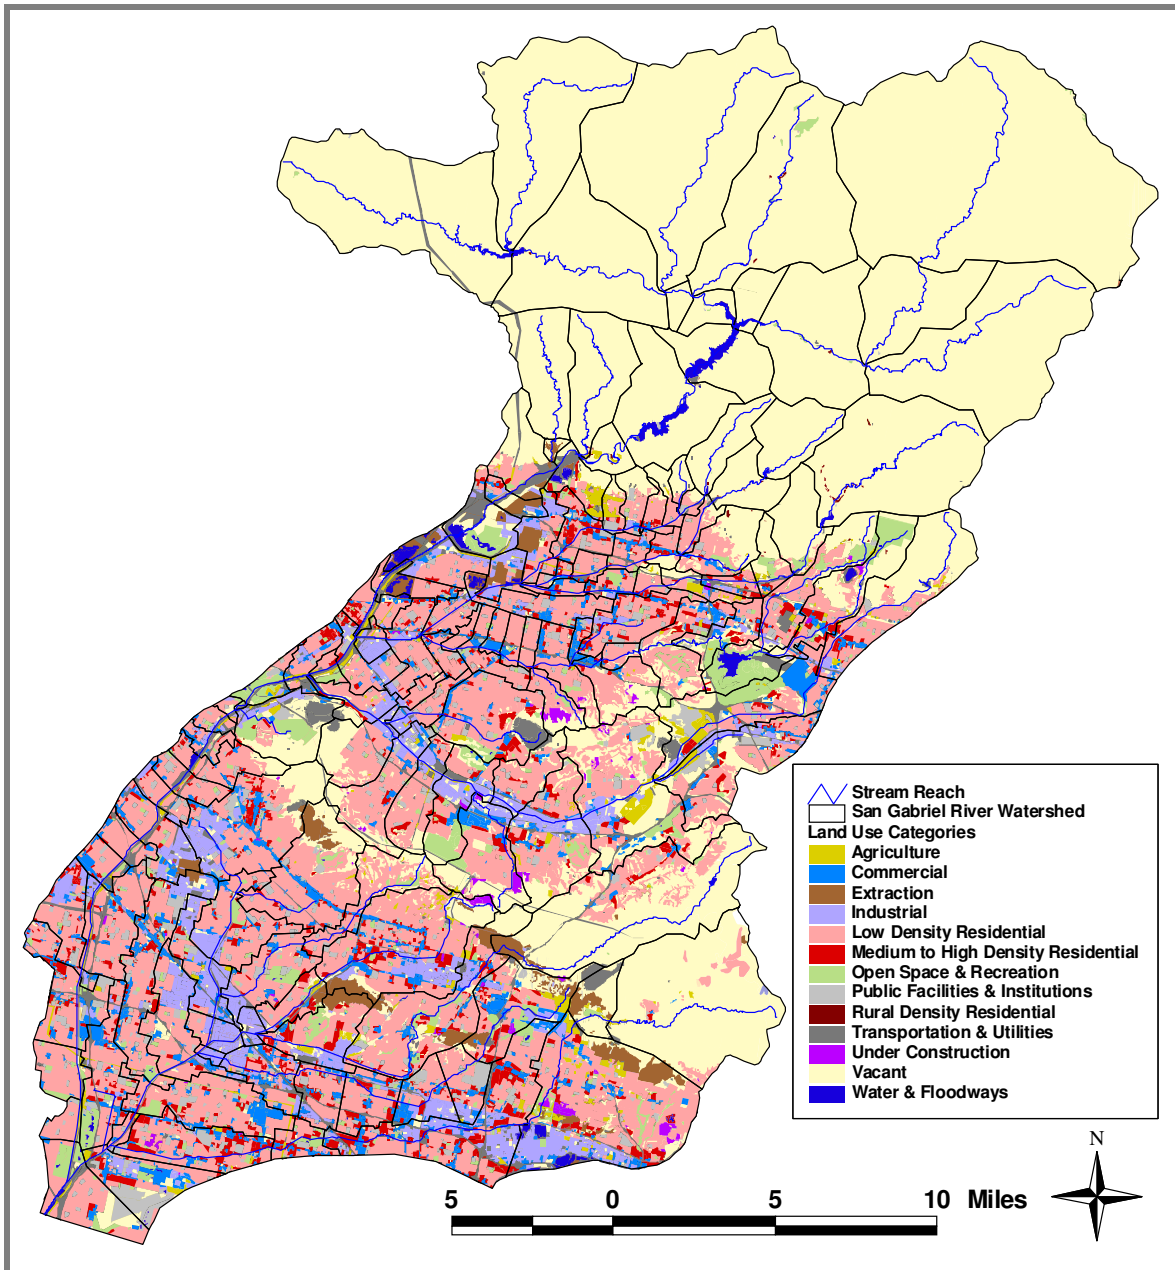 Stream Reach
San Gabriel River Watershed
Land Use Categories
Agriculture
Commercial
Extraction
Industrial
Low Density Residential
Medium to High Density Residential
Open Space & Recreation
Public Facilities & Institutions
Rural Density Residential
Transportation & Utilities
Under Construction
Vacant
Water & Floodways
N
5 0 5 10 Miles